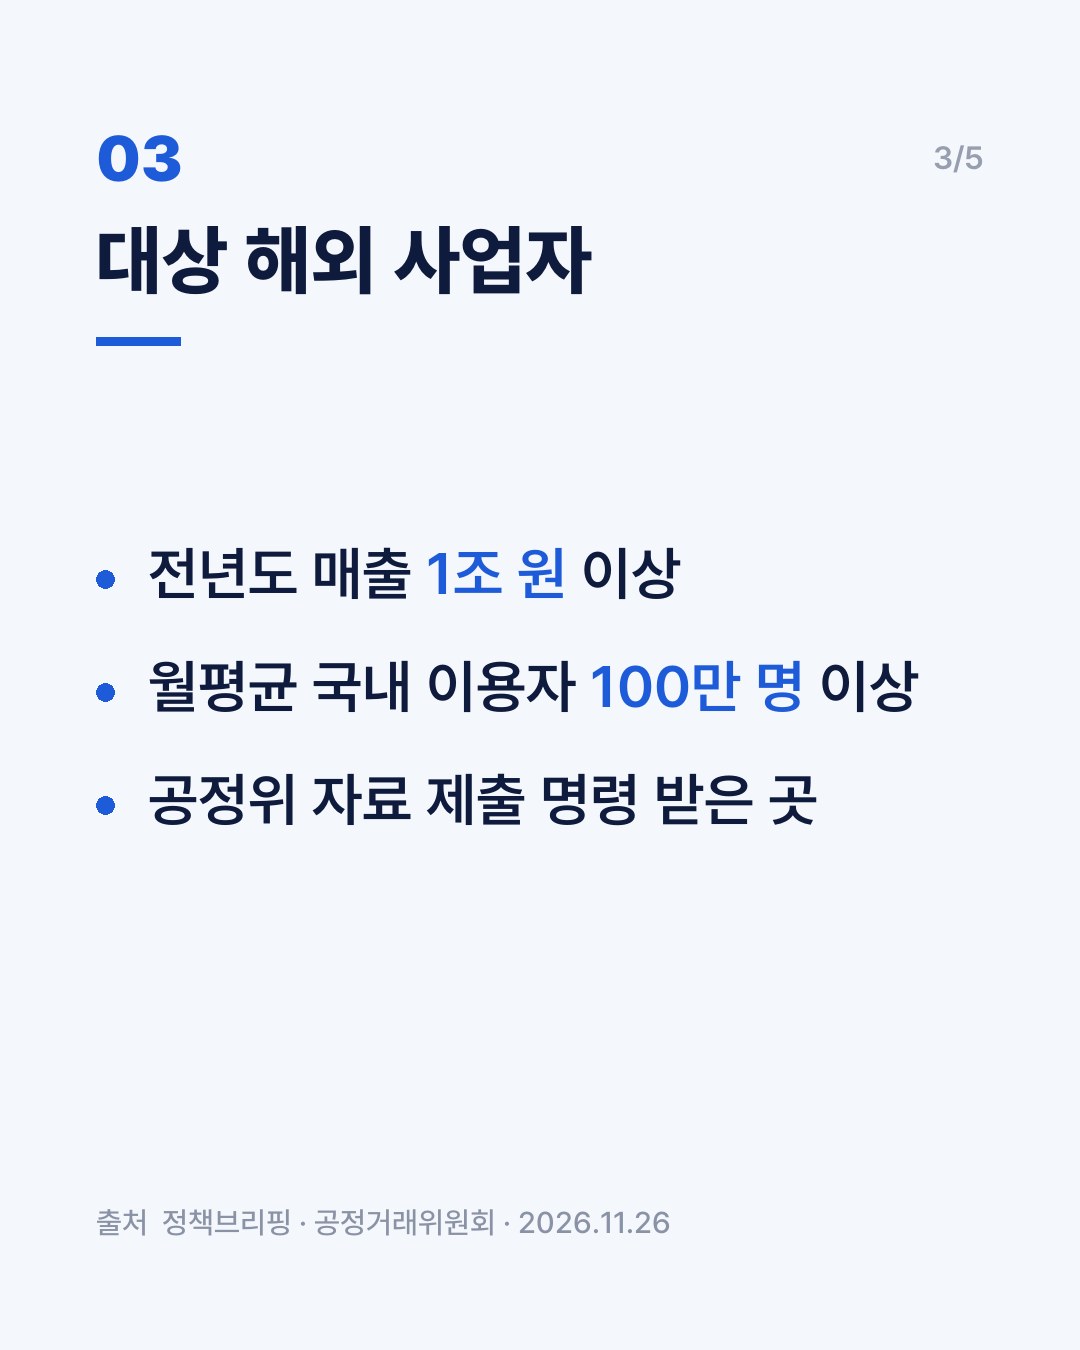 03
3/5
대상 해외 사업자
전년도 매출 1조 원 이상
월평균 국내 이용자 100만 명 이상
공정위 자료 제출 명령 받은 곳
출처 정책브리핑 · 공정거래위원회 · 2026.11.26